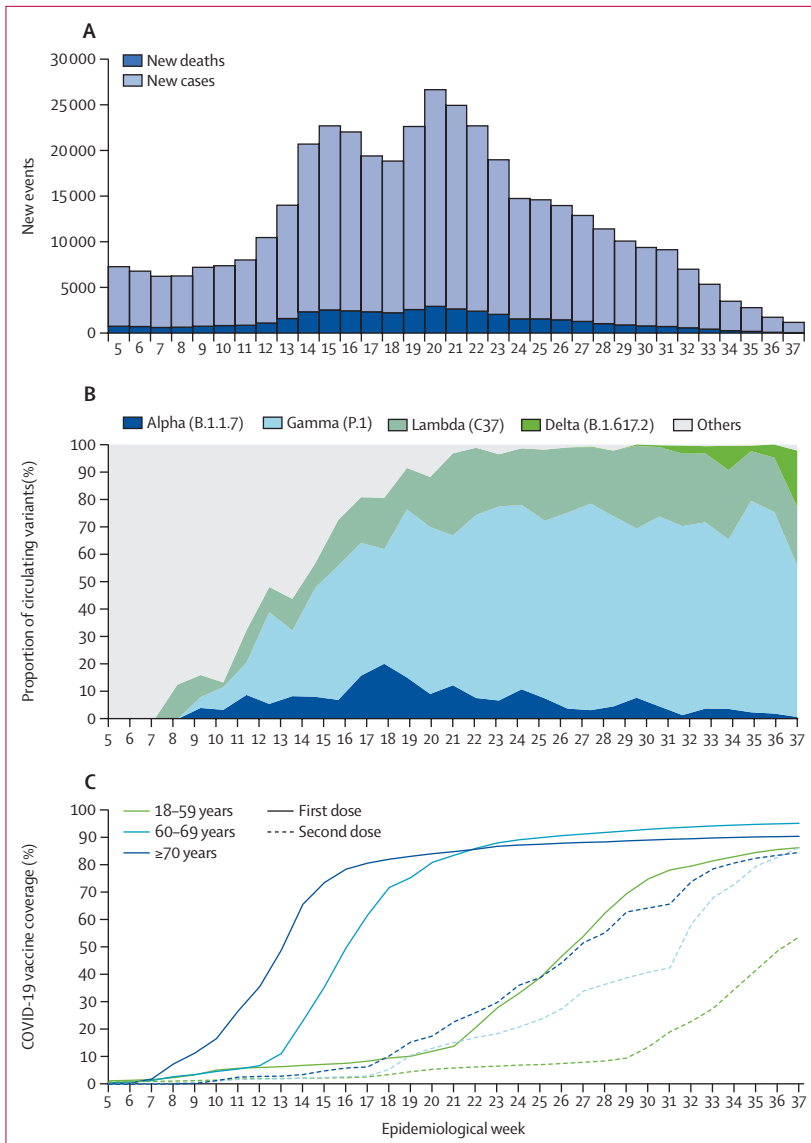 A
New deaths
New cases
30 000
25 000
20 000
15 000
10 000
5000
0
New events
5 6 7 8 9 10 11 12 13 14 15 16 17 18 19 20 21 22 23 24 25 26 27 28 29 30 31 32 33 34 35 36 37
B
Alpha (B.1.1.7) Gamma (P.1) Lambda (C37) Delta (B.1.617.2) Others
100
90
80
70
60
50
40
30
20
10
0
Proportion of circulating variants(%)
5 6 7 8 9 10 11 12 13 14 15 16 17 18 19 20 21 22 23 24 25 26 27 28 29 30 31 32 33 34 35 36 37
C
18–59 years First dose
60–69 years Second dose
≥70 years
100
90
80
70
60
50
40
30
20
10
0
COVID-19 vaccine coverage (%)
5 6 7 8 9 10 11 12 13 14 15 16 17 18 19 20 21 22 23 24 25 26 27 28 29 30 31 32 33 34 35 36 37
Epidemiological week